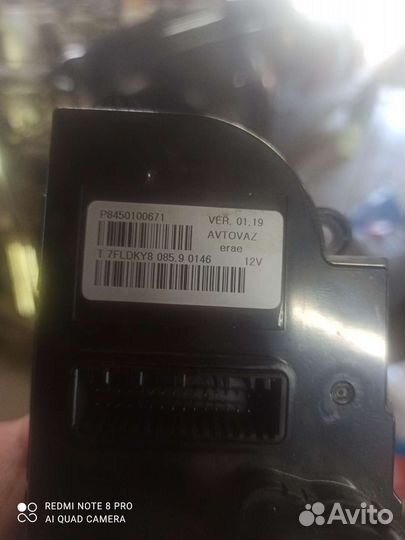 P8450100671
VER. 01.19
AVTOVAZ
erae
T 7FLDKY8 085.9 0146
12V
REDMI NOTE 8 PRO
AI QUAD CAMERA
Avito